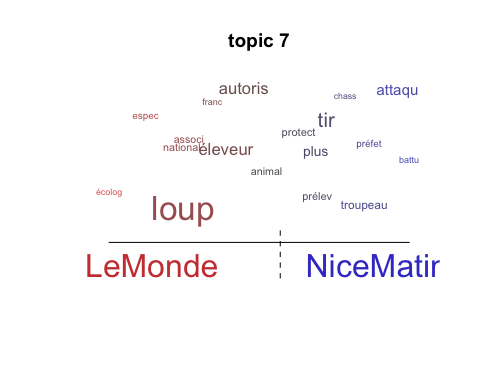 topic 7
autoris
attaqu
chass
franc
espec
tir
protect
associ
préfet
national
éleveur
plus
battu
animal
écolog
prélev
loup
troupeau
LeMonde
NiceMatir